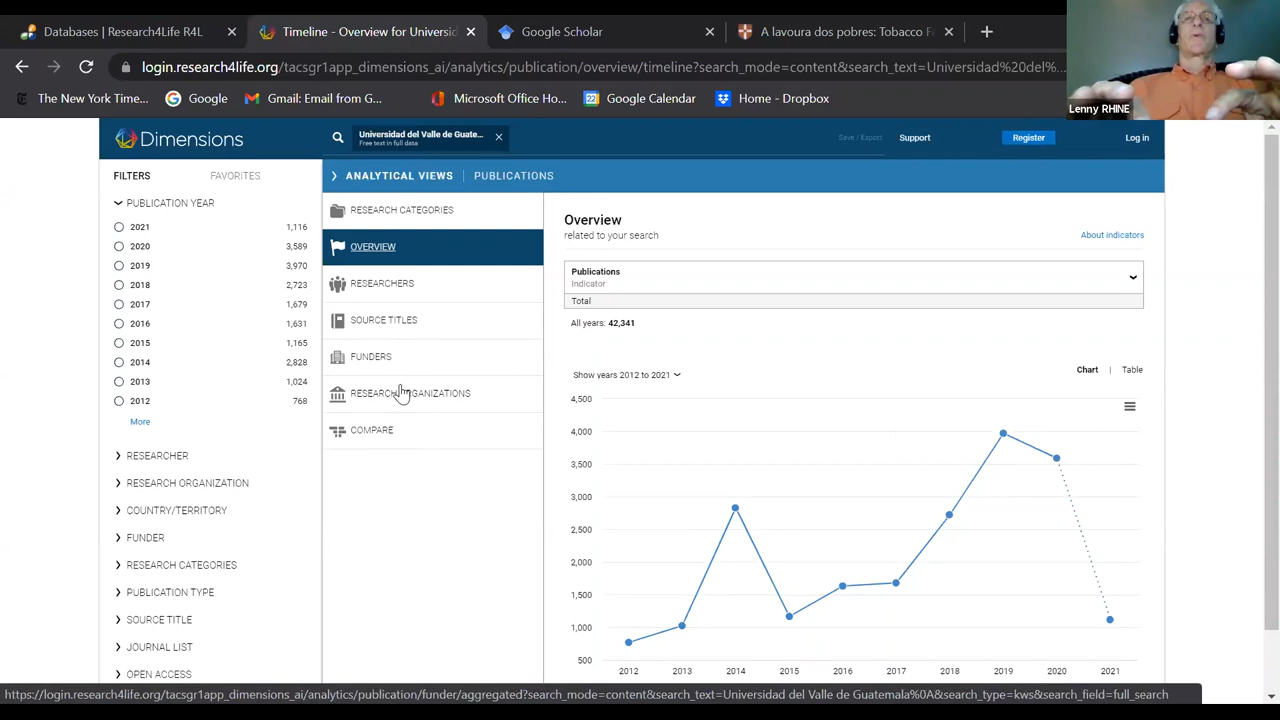 Databases | Research4Life R4L
Timeline - Overview for Universi
Google Scholar
A lavoura dos pobres: Tobacco F
login.research4life.org/tacsgr1app_dimensions_ai/analytics/publication/overview/timeline?search_mode=content&search_text=Universidad%20del%...
The New York Time...
Google
Gmail: Email from G...
Microsoft Office Ho...
Google Calendar
Home - Dropbox
Lenny RHINE
Dimensions
Universidad del Valle de Guate...
Free text in full data
Save / Export
Support
Register
Log in
FILTERS
FAVORITES
ANALYTICAL VIEWS
PUBLICATIONS
PUBLICATION YEAR
2021 1,116
2020 3,589
2019 3,970
2018 2,723
2017 1,679
2016 1,631
2015 1,165
2014 2,828
2013 1,024
2012 768
More
RESEARCHER
RESEARCH ORGANIZATION
COUNTRY/TERRITORY
FUNDER
RESEARCH CATEGORIES
PUBLICATION TYPE
SOURCE TITLE
JOURNAL LIST
OPEN ACCESS
RESEARCH CATEGORIES
OVERVIEW
RESEARCHERS
SOURCE TITLES
FUNDERS
RESEARCH ORGANIZATIONS
COMPARE
Overview
related to your search
About indicators
Publications
Indicator
Total
All years: 42,341
Show years 2012 to 2021
Chart
Table
4,500
4,000
3,500
3,000
2,500
2,000
1,500
1,000
500
2012 2013 2014 2015 2016 2017 2018 2019 2020 2021
https://login.research4life.org/tacsgr1app_dimensions_ai/analytics/publication/funder/aggregated?search_mode=content&search_text=Universidad del Valle de Guatemala%0A&search_type=kws&search_field=full_search